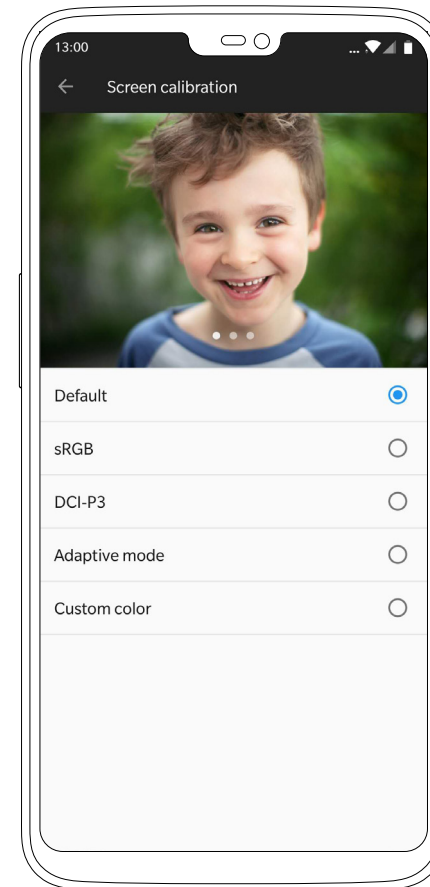 13:00
...
Screen calibration
Default
sRGB
DCI-P3
Adaptive mode
Custom color